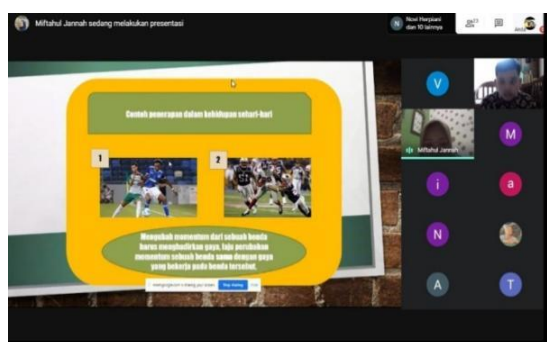 Miftahul Jannah sedang melakukan presentasi
Novi Herpiani
dan 10 lainnya
Contoh penerapan dalam kehidupan sehari-hari
1
2
Mengubah momentum dari sebuah benda
harus menghadirkan gaya, laju perubahan
momentum sebuah benda sama dengan gaya
yang bekerja pada benda tersebut.
Stop sharing
V
Miftahul Jannah
M
i
a
N
A
T